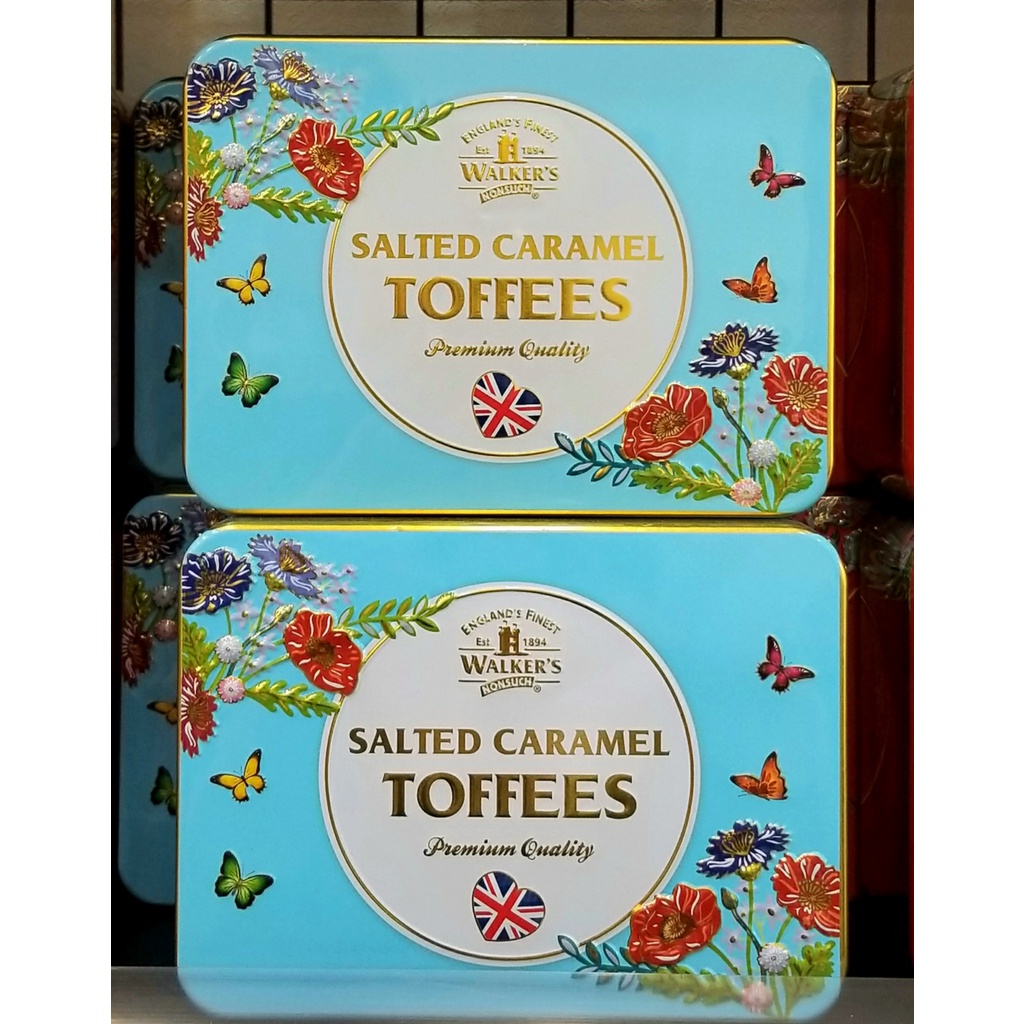 ENGLAND'S FINEST
Est 1894
WALKER'S
NONSUCH®
SALTED CARAMEL
TOFFEES
Premium Quality
ENGLAND'S FINEST
Est 1894
WALKER'S
NONSUCH®
SALTED CARAMEL
TOFFEES
Premium Quality